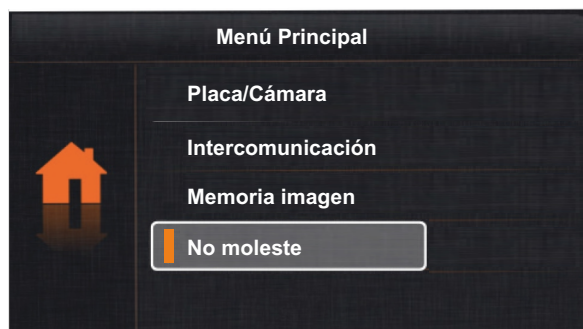 Menú Principal
Placa/Cámara
Intercomunicación
Memoria imagen
No moleste